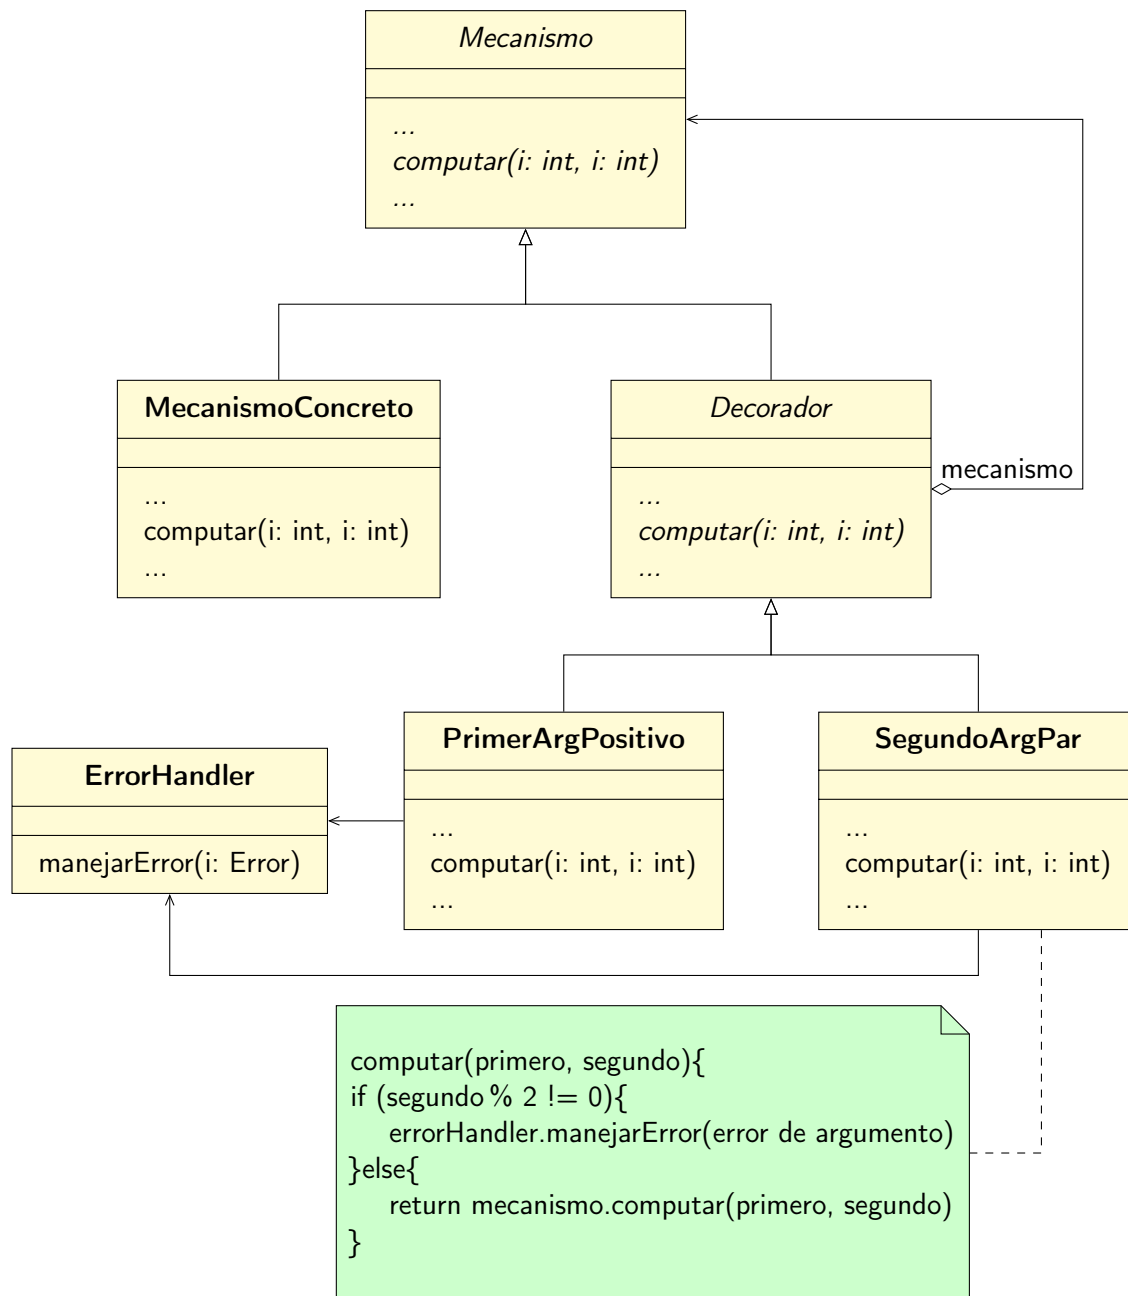 Mecanismo
...
computar(i: int, i: int)
...
MecanismoConcreto
...
computar(i: int, i: int)
...
Decorador
...
computar(i: int, i: int)
...
mecanismo
ErrorHandler
manejarError(i: Error)
PrimerArgPositivo
...
computar(i: int, i: int)
...
SegundoArgPar
...
computar(i: int, i: int)
...
computar(primero, segundo){
if (segundo % 2 != 0){
errorHandler.manejarError(error de argumento)
}else{
return mecanismo.computar(primero, segundo)
}